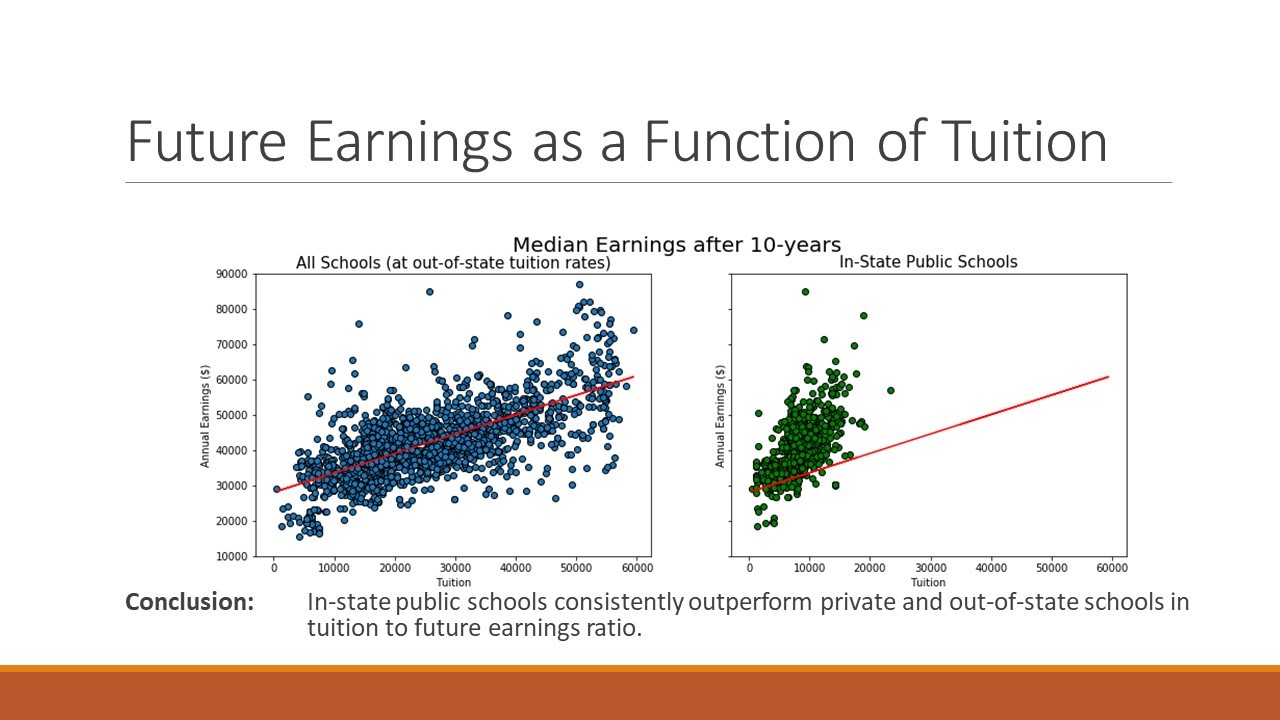 Future Earnings as a Function of Tuition
Median Earnings after 10-years
All Schools (at out-of-state tuition rates)
90000
80000
70000
60000
50000
40000
30000
20000
10000
Annual Earnings ($)
0 10000 20000 30000 40000 50000 60000
Tuition
In-State Public Schools
Annual Earnings ($)
0 10000 20000 30000 40000 50000 60000
Tuition
Conclusion: In-state public schools consistently outperform private and out-of-state schools in
tuition to future earnings ratio.